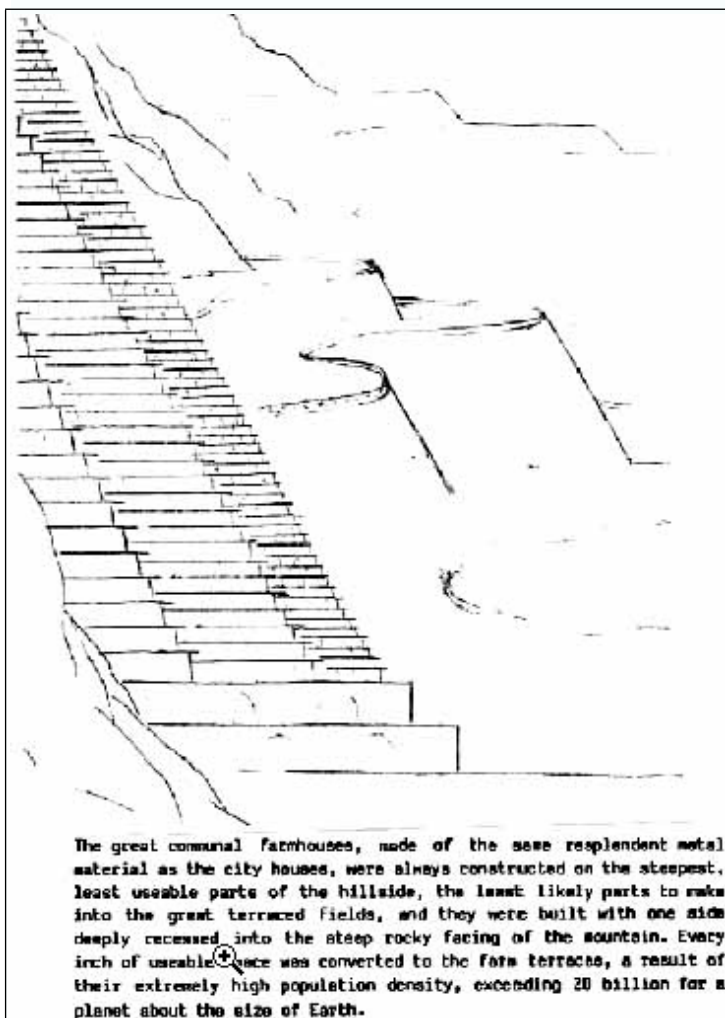 The great communal farmhouses, made of the same resplendent metal
material as the city houses, were always constructed on the steepest,
least useable parts of the hillside, the least likely parts to make
into the great terraced fields, and they were built with one side
deeply recessed into the steep rocky facing of the mountain. Every
inch of useable space was converted to the farm terraces, a result of
their extremely high population density, exceeding 20 billion for a
planet about the size of Earth.